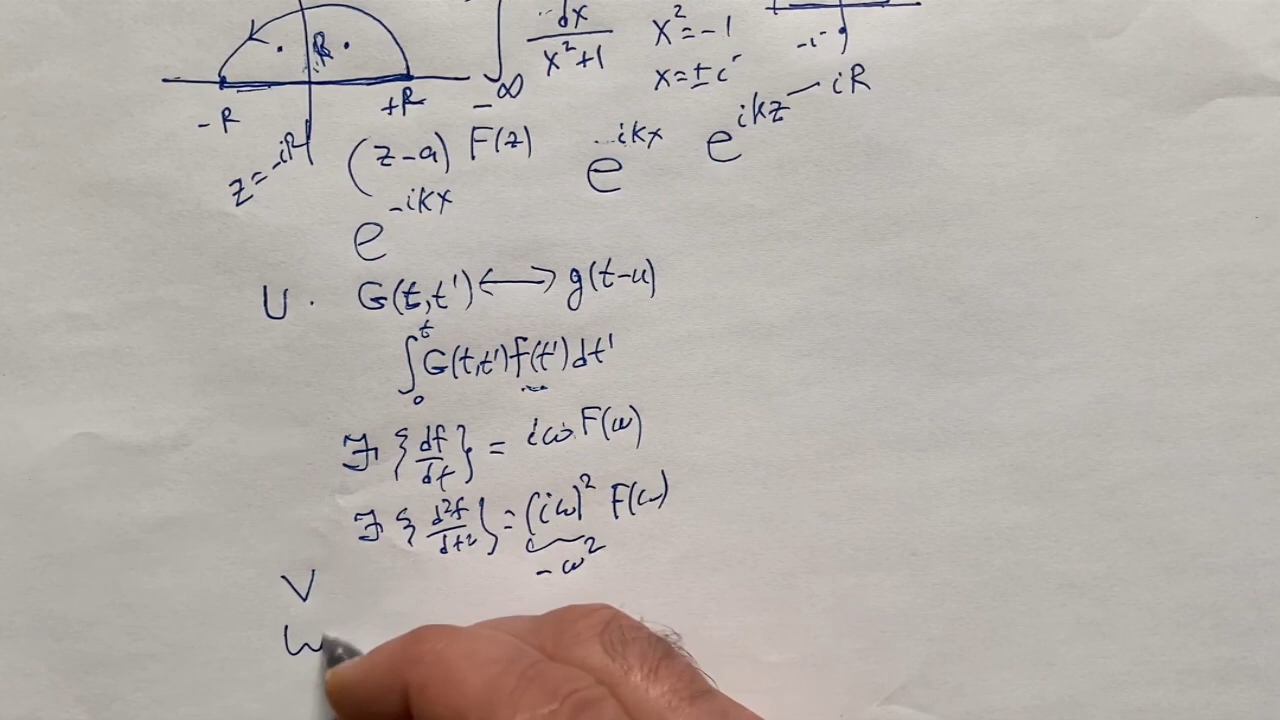 ∫ dx / (x²+1) x² = -1
-∞ x = ±i -i
-R R +R
z = -iR (z-a) F(z) e^{ikx} e^{ikz} — iR
e^{-ikx}
U. G(t,t') ⟷ g(t-u)
∫₀ᵗ G(t,t') f(t') dt'
ℱ{df/dt} = iω F(ω)
ℱ{d²f/dt²} = (iω)² F(ω)
-ω²
V
W